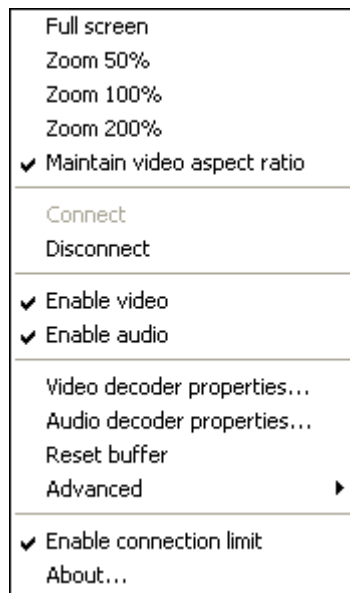 Full screen
Zoom 50%
Zoom 100%
Zoom 200%
Maintain video aspect ratio
Connect
Disconnect
Enable video
Enable audio
Video decoder properties...
Audio decoder properties...
Reset buffer
Advanced
Enable connection limit
About...